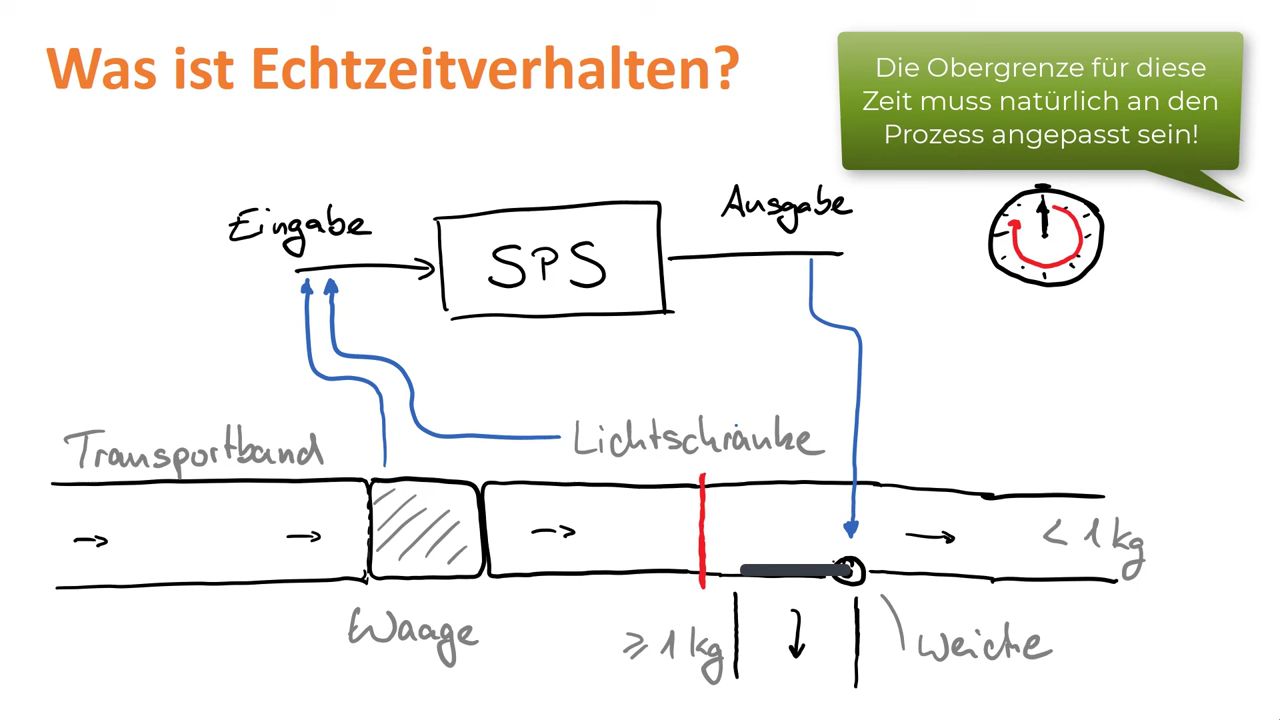 Was ist Echtzeitverhalten?
Die Obergrenze für diese
Zeit muss natürlich an den
Prozess angepasst sein!
Eingabe
SPS
Ausgabe
Transportband
Lichtschranke
< 1 kg
Waage
≥ 1 kg
Weiche